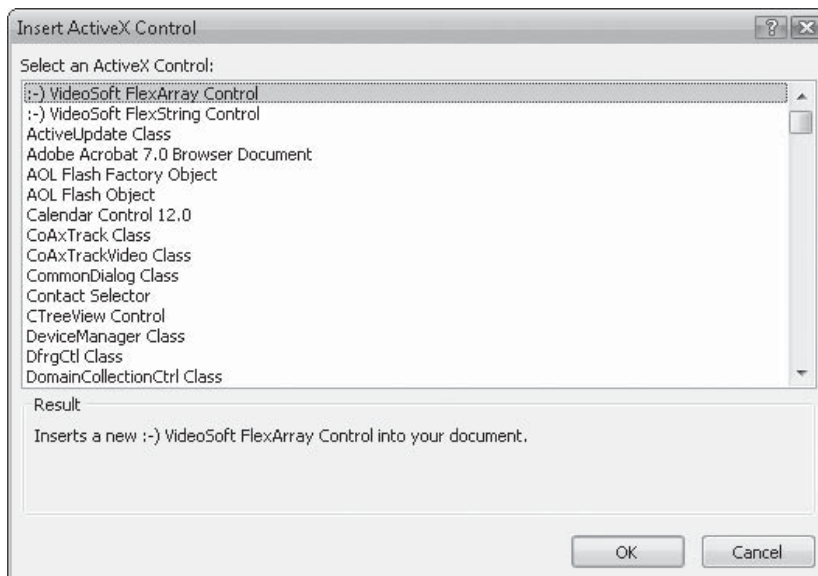 Insert ActiveX Control
Select an ActiveX Control:
:-) VideoSoft FlexArray Control
:-) VideoSoft FlexString Control
ActiveUpdate Class
Adobe Acrobat 7.0 Browser Document
AOL Flash Factory Object
AOL Flash Object
Calendar Control 12.0
CoAxTrack Class
CoAxTrackVideo Class
CommonDialog Class
Contact Selector
CTreeView Control
DeviceManager Class
DfrgCtl Class
DomainCollectionCtrl Class
Result
Inserts a new :-) VideoSoft FlexArray Control into your document.
OK Cancel